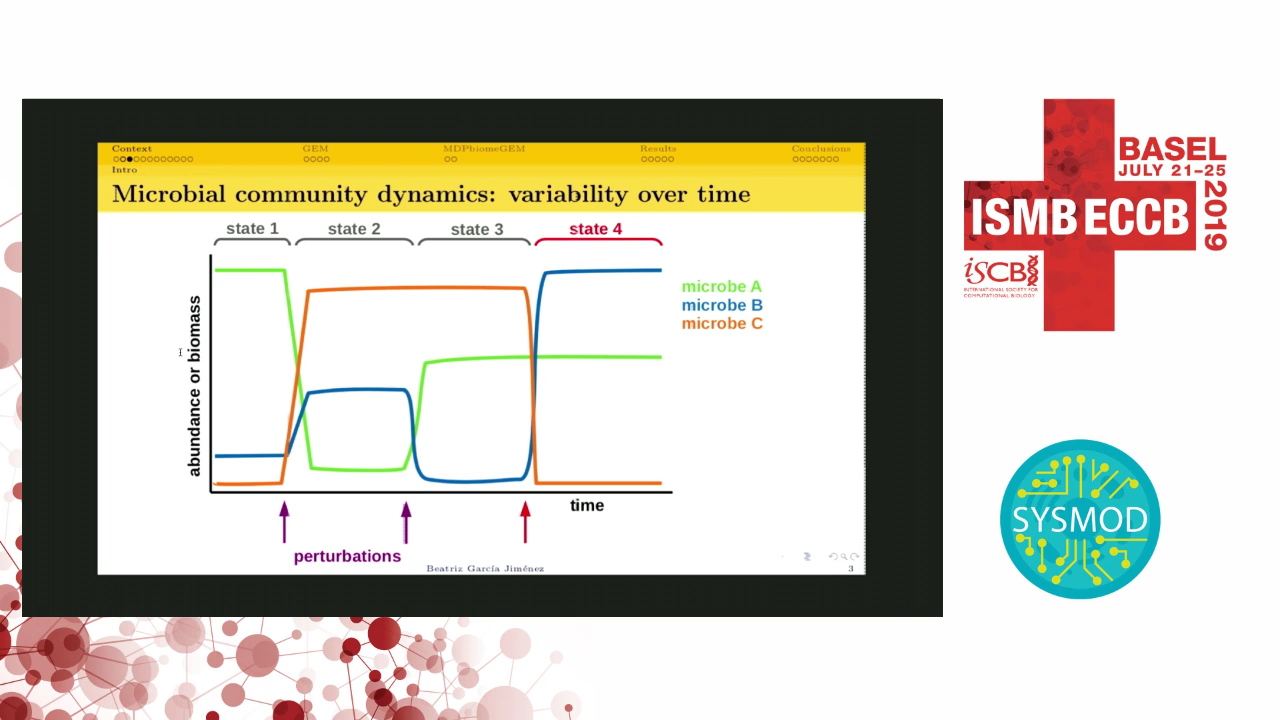 Context
GEM
MDPbiomeGEM
Results
Conclusions
Intro
Microbial community dynamics: variability over time
state 1
state 2
state 3
state 4
abundance or biomass
microbe A
microbe B
microbe C
time
perturbations
Beatriz García Jiménez
3
BASEL
JULY 21–25
ISMB ECCB
2019
iSCB
INTERNATIONAL SOCIETY FOR
COMPUTATIONAL BIOLOGY
SYSMOD